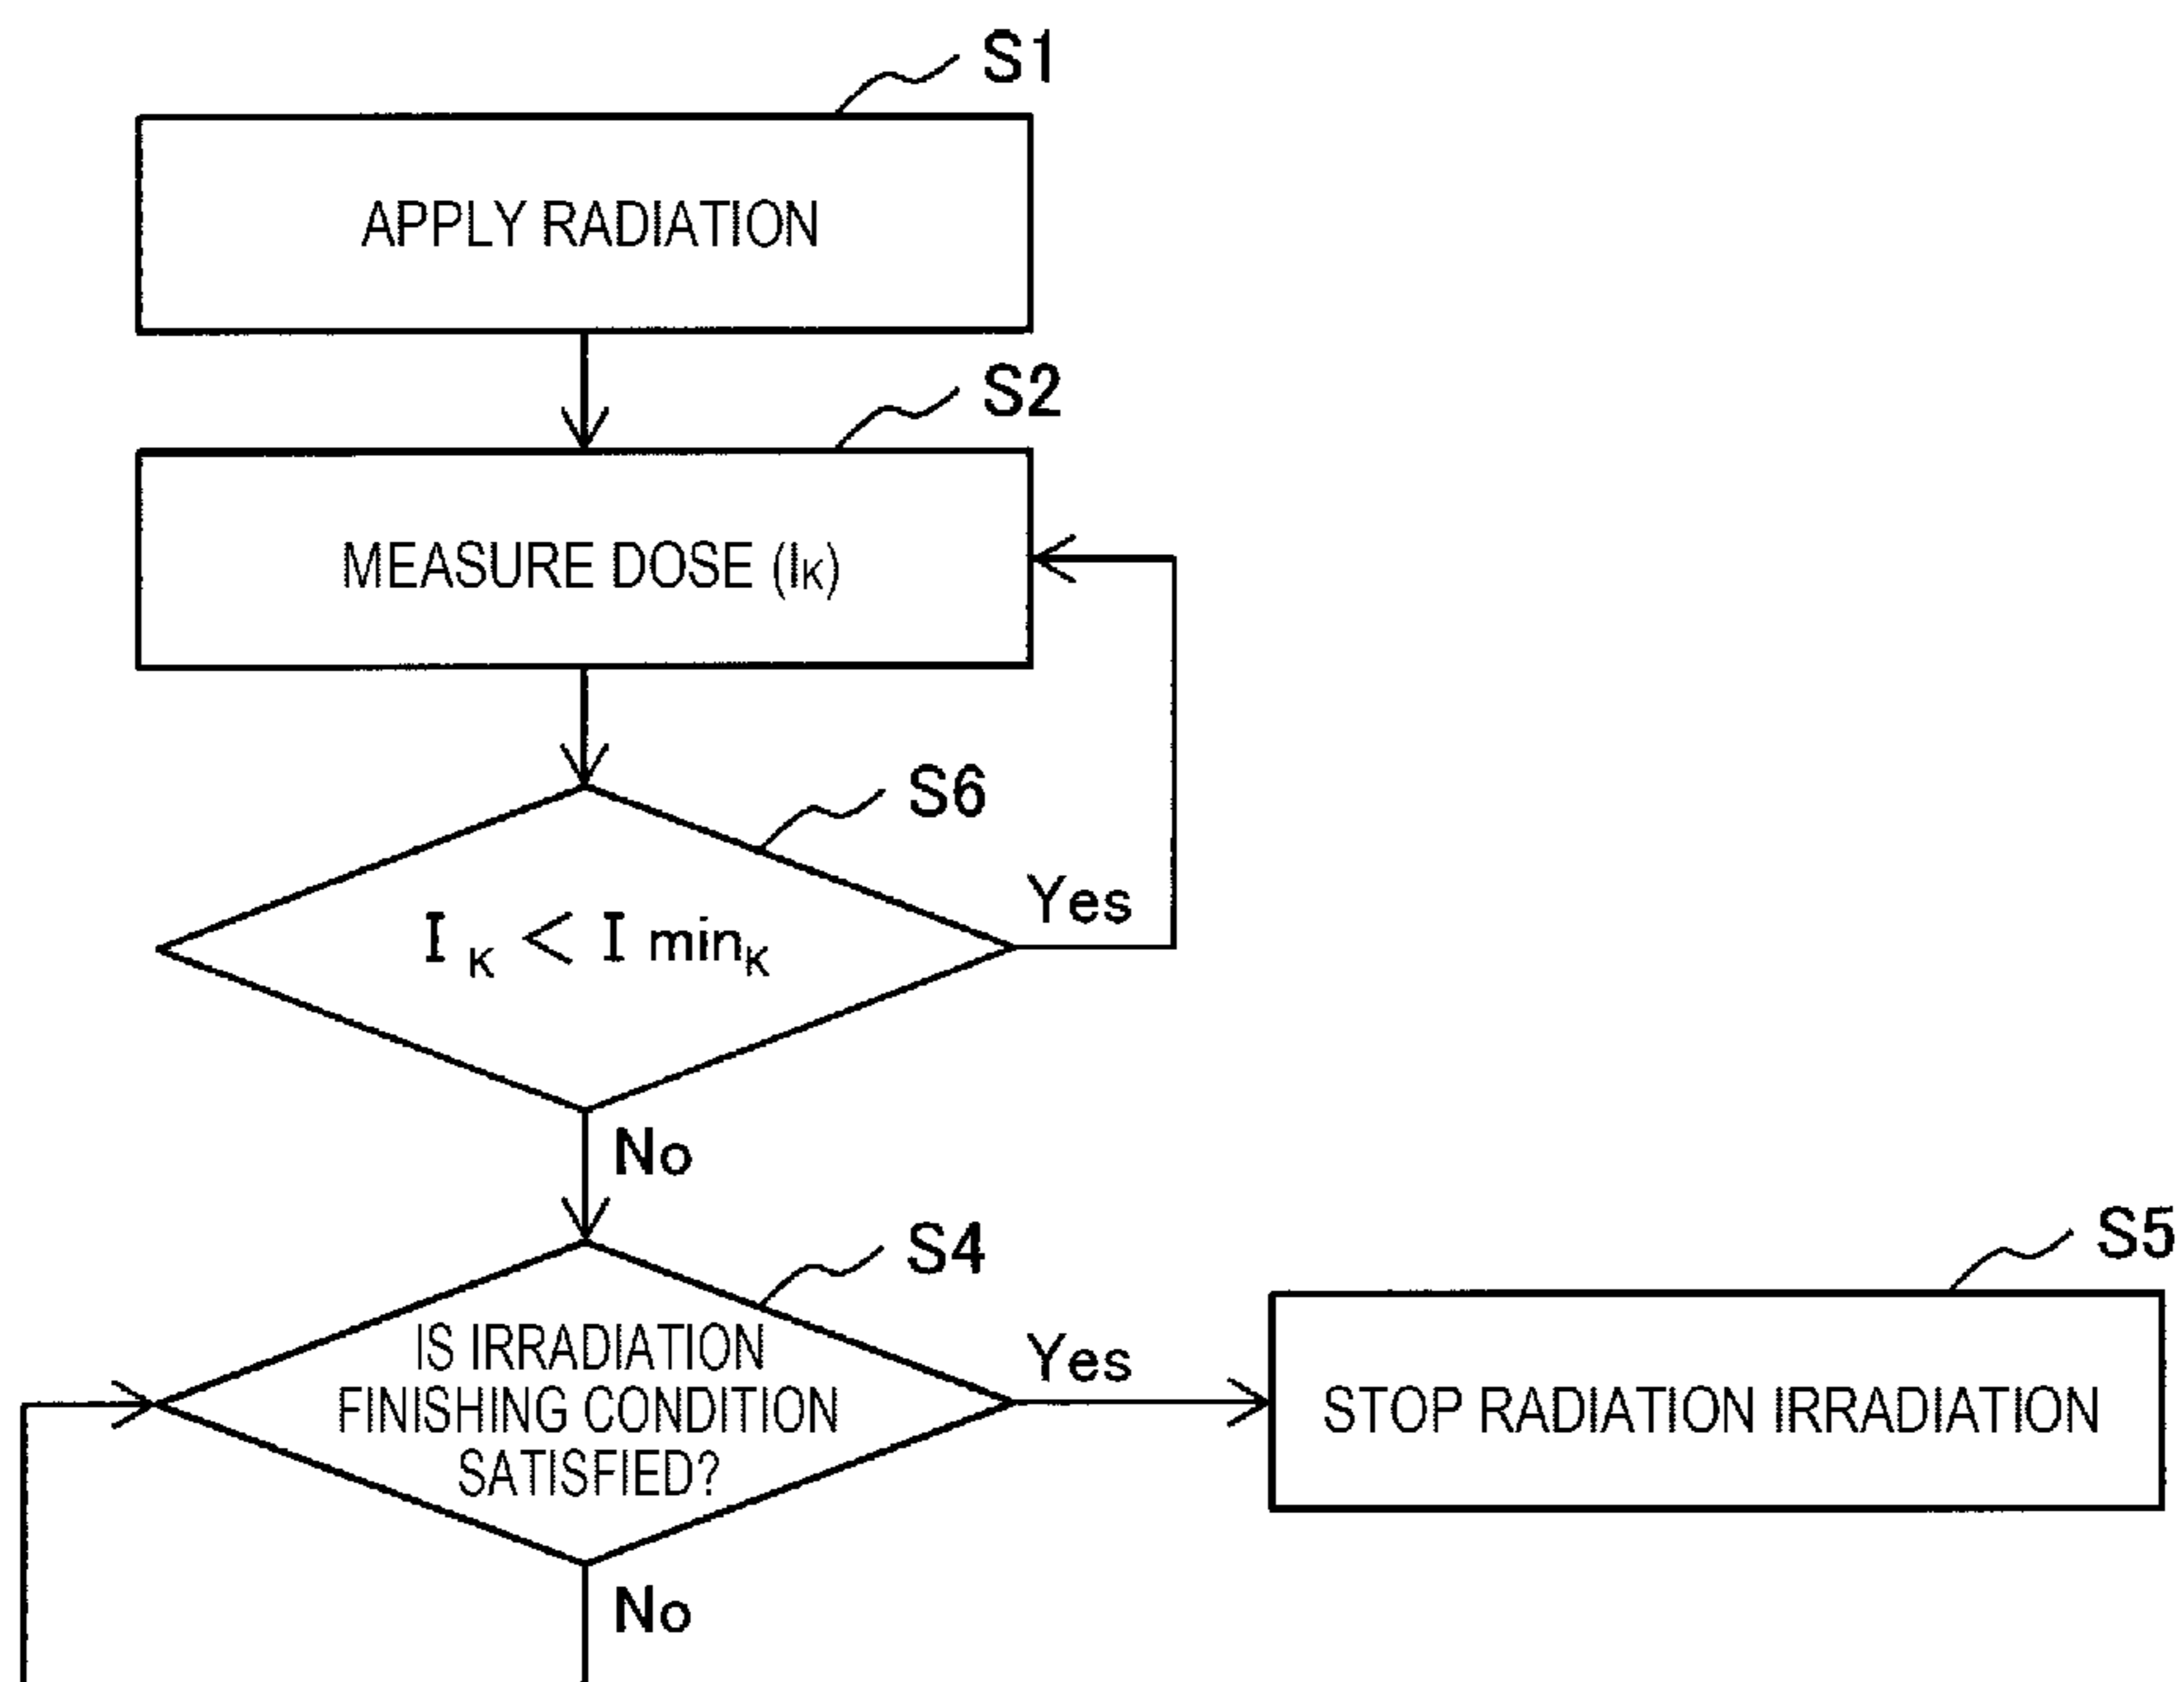 S1
APPLY RADIATION
S2
MEASURE DOSE (IK)
S6
I K < I minK
Yes
No
S4
IS IRRADIATION
FINISHING CONDITION
SATISFIED?
Yes
S5
STOP RADIATION IRRADIATION
No